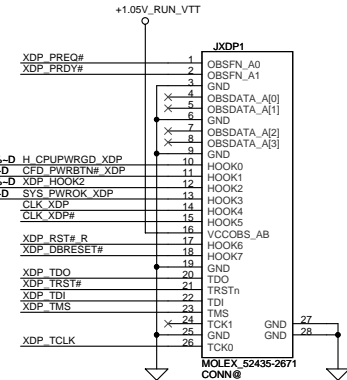 +1.05V_RUN_VTT
JXDP1
XDP_PREQ# 1 OBSFN_A0
XDP_PRDY# 2 OBSFN_A1
3 GND
4 OBSDATA_A[0]
5 OBSDATA_A[1]
6 GND
7 OBSDATA_A[2]
8 OBSDATA_A[3]
9 GND
-D H_CPUPWRGD_XDP 10 HOOK0
-D CFD_PWRBTN#_XDP 11 HOOK1
-D XDP_HOOK2 12 HOOK2
-D SYS_PWROK_XDP 13 HOOK3
CLK_XDP 14 HOOK4
CLK_XDP# 15 HOOK5
16 VCCOBS_AB
XDP_RST#_R 17 HOOK6
XDP_DBRESET# 18 HOOK7
19 GND
XDP_TDO 20 TDO
XDP_TRST# 21 TRSTn
XDP_TDI 22 TDI
XDP_TMS 23 TMS
24 TCK1 GND 27
25 GND GND 28
XDP_TCLK 26 TCK0
MOLEX_52435-2671
CONN@